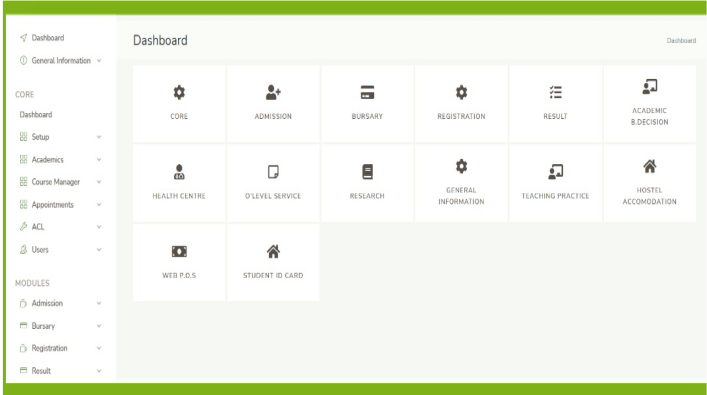 Dashboard
General Information
CORE
Dashboard
Setup
Academics
Course Manager
Appointments
ACL
Users
MODULES
Admission
Bursary
Registration
Result
Dashboard
Dashboard
CORE
ADMISSION
BURSARY
REGISTRATION
RESULT
ACADEMIC
B.DECISION
HEALTH CENTRE
O'LEVEL SERVICE
RESEARCH
GENERAL
INFORMATION
TEACHING PRACTICE
HOSTEL
ACCOMODATION
WEB P.O.S
STUDENT ID CARD